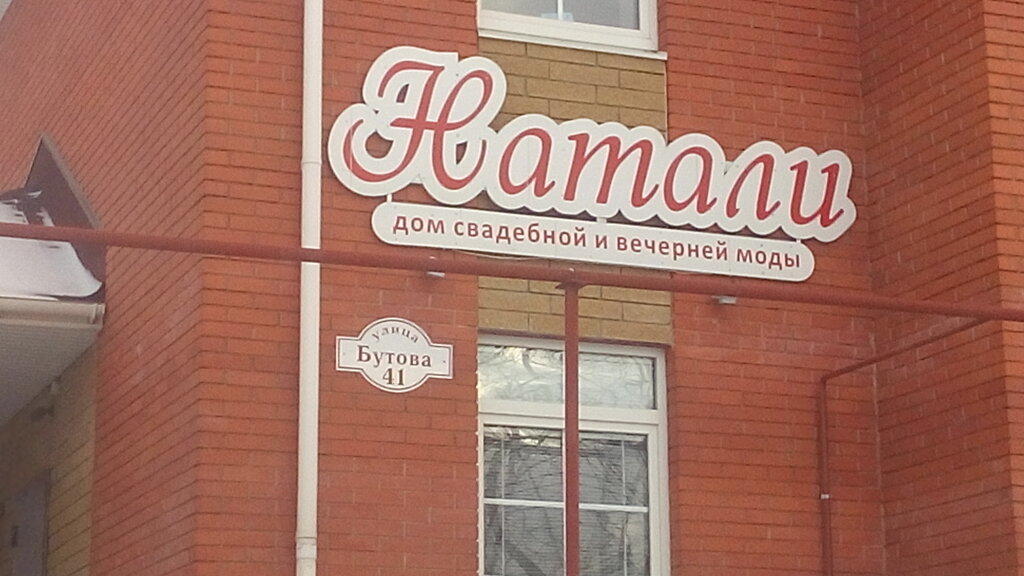 Натали
дом свадебной и вечерней моды
улица
Бутова
41